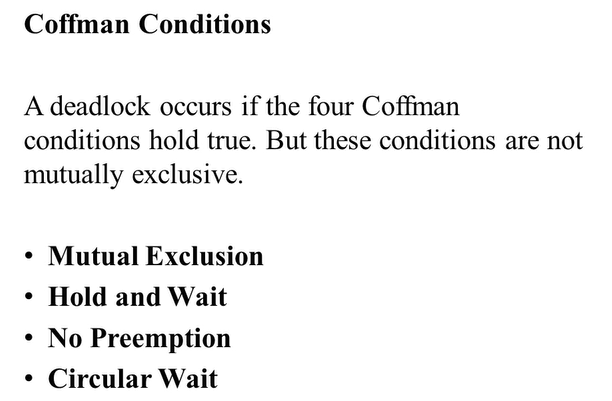 Coffman Conditions
A deadlock occurs if the four Coffman
conditions hold true. But these conditions are not
mutually exclusive.
• Mutual Exclusion
• Hold and Wait
• No Preemption
• Circular Wait